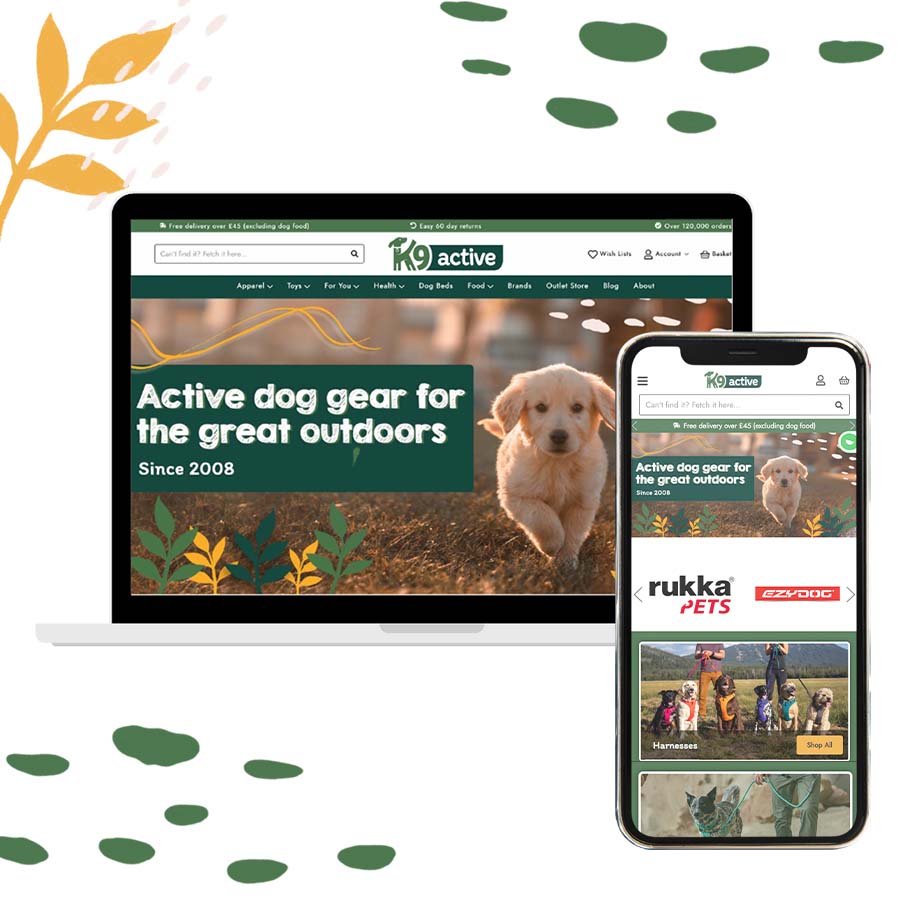 Free delivery over £45 (excluding dog food)
Easy 60 day returns
Over 120,000 orders
Can't find it? Fetch it here...
K9 active
Wish Lists
Account
Basket
Apparel
Toys
For You
Health
Dog Beds
Food
Brands
Outlet Store
Blog
About
Active dog gear for
the great outdoors
Since 2008
K9 active
Can't find it? Fetch it here...
Free delivery over £45 (excluding dog food)
Active dog gear for
the great outdoors
Since 2008
rukka®
PETS
EZYDOG
Harnesses
Shop All